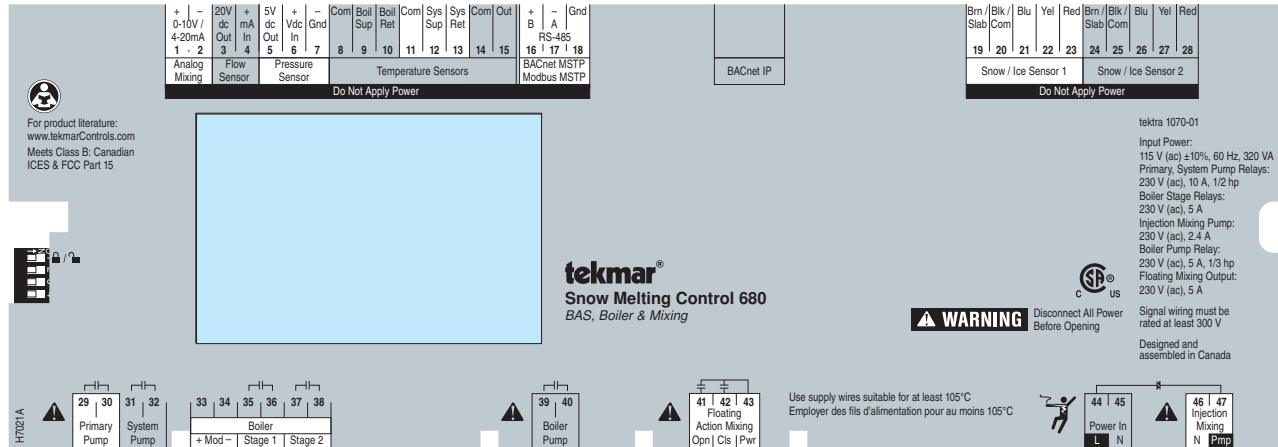 + – 20V + 5V + – Com Boil Boil Com Sys Sys Com Out + – Gnd
0-10V / dc mA dc Vdc Gnd Sup Ret Sup Ret B A
4-20mA Out In Out In RS-485
1 · 2 3 4 5 6 7 8 9 10 11 12 13 14 15 16 17 18
Analog Flow Pressure Temperature Sensors BACnet MSTP
Mixing Sensor Sensor Modbus MSTP
Do Not Apply Power
BACnet IP
Brn / Blk / Blu Yel Red Brn / Blk / Blu Yel Red
Slab Com Slab Com
19 20 21 22 23 24 25 26 27 28
Snow / Ice Sensor 1 Snow / Ice Sensor 2
Do Not Apply Power
For product literature:
www.tekmarControls.com
Meets Class B: Canadian
ICES & FCC Part 15
tekmar®
Snow Melting Control 680
BAS, Boiler & Mixing
tektra 1070-01
Input Power:
115 V (ac) ±10%, 60 Hz, 320 VA
Primary, System Pump Relays:
230 V (ac), 10 A, 1/2 hp
Boiler Stage Relays:
230 V (ac), 5 A
Injection Mixing Pump:
230 V (ac), 2.4 A
Boiler Pump Relay:
230 V (ac), 5 A, 1/3 hp
Floating Mixing Output:
230 V (ac), 5 A
Signal wiring must be
rated at least 300 V
Designed and
assembled in Canada
C US
WARNING
Disconnect All Power
Before Opening
H7021A
29 30 31 32 33 34 35 36 37 38
Primary System Boiler
Pump Pump + Mod – Stage 1 Stage 2
39 40
Boiler
Pump
41 42 43
Floating
Action Mixing
Opn Cls Pwr
Use supply wires suitable for at least 105°C
Employer des fils d'alimentation pour au moins 105°C
44 45
Power In
L N
46 47
Injection
Mixing
N Pmp